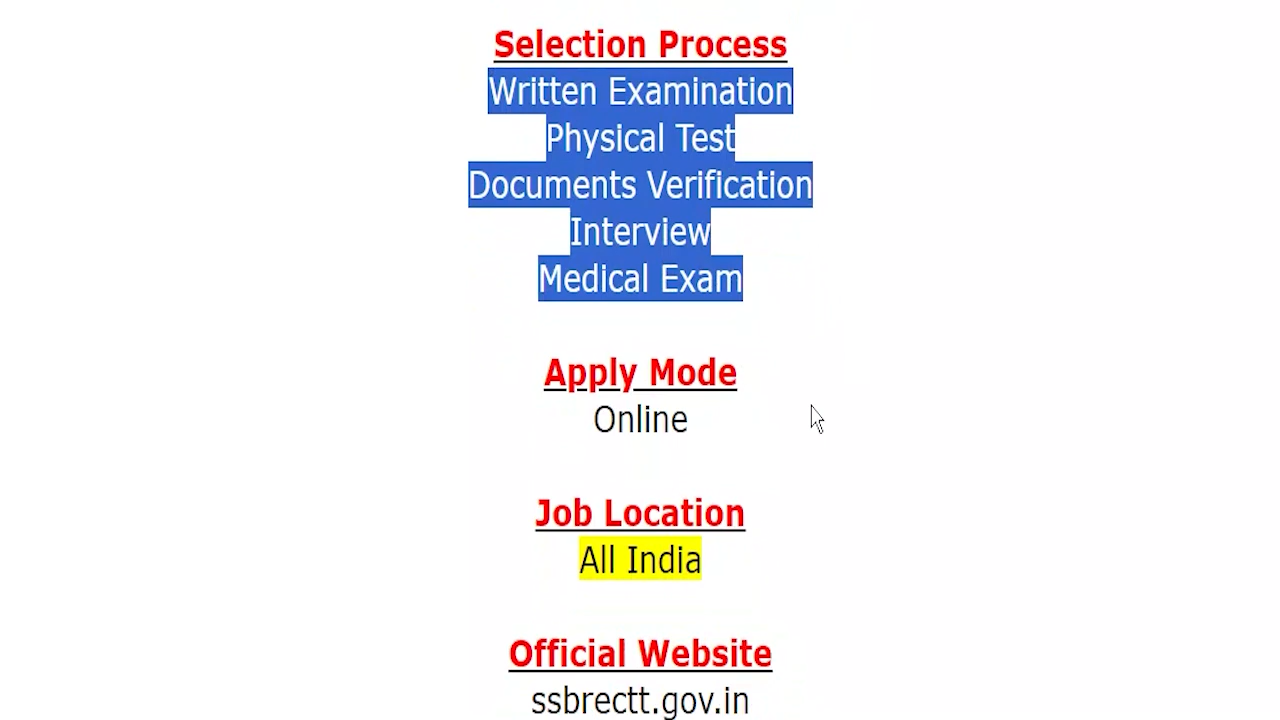 Selection Process
Written Examination
Physical Test
Documents Verification
Interview
Medical Exam
Apply Mode
Online
Job Location
All India
Official Website
ssbrectt.gov.in